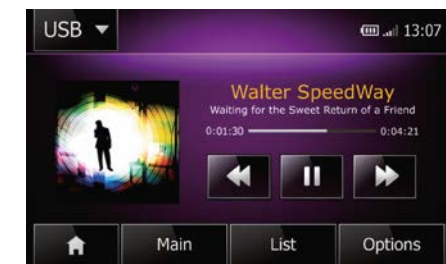 USB
13:07
Walter SpeedWay
Waiting for the Sweet Return of a Friend
0:01:30
0:04:21
Main
List
Options